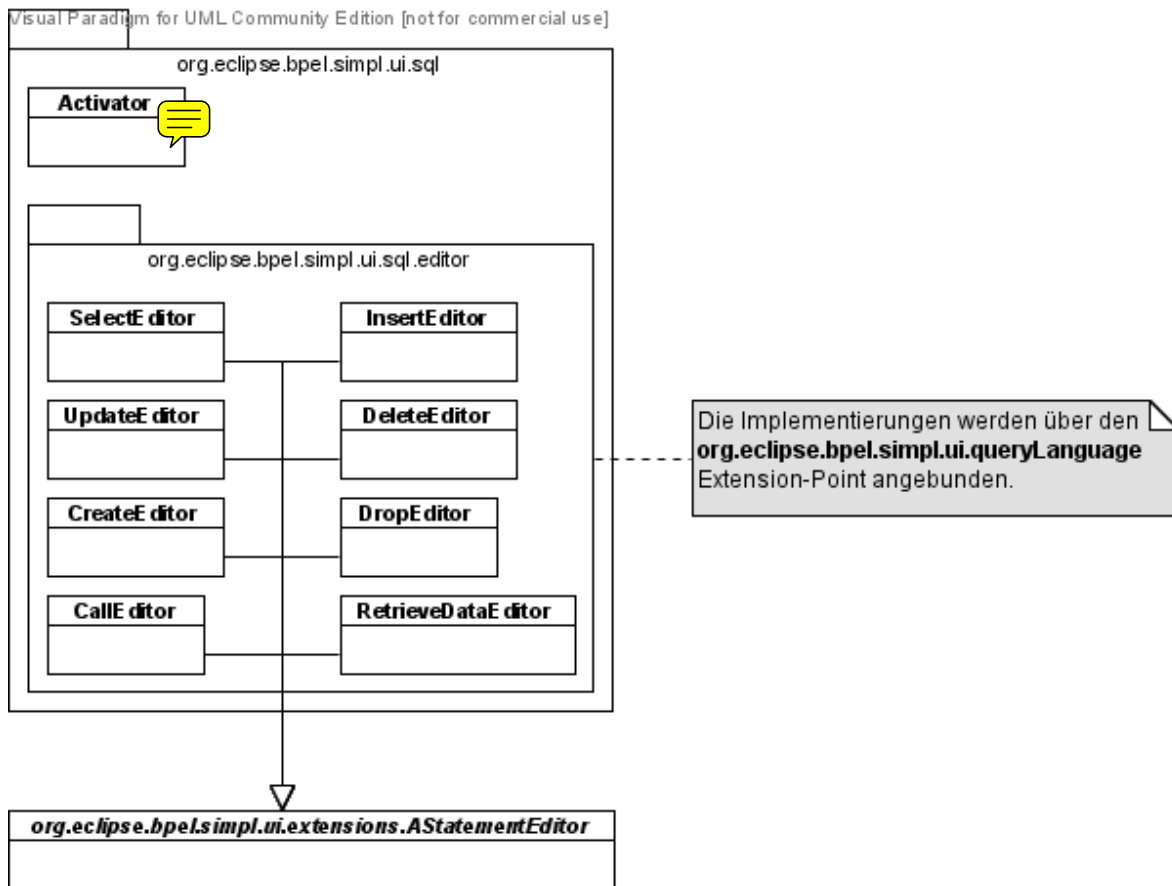 Visual Paradigm for UML Community Edition [not for commercial use]
org.eclipse.bpel.simpl.ui.sql
Activator
org.eclipse.bpel.simpl.ui.sql.editor
SelectEditor
InsertEditor
UpdateEditor
DeleteEditor
CreateEditor
DropEditor
CallEditor
RetrieveDataEditor
Die Implementierungen werden über den
org.eclipse.bpel.simpl.ui.queryLanguage
Extension-Point angebunden.
org.eclipse.bpel.simpl.ui.extensions.AStatementEditor